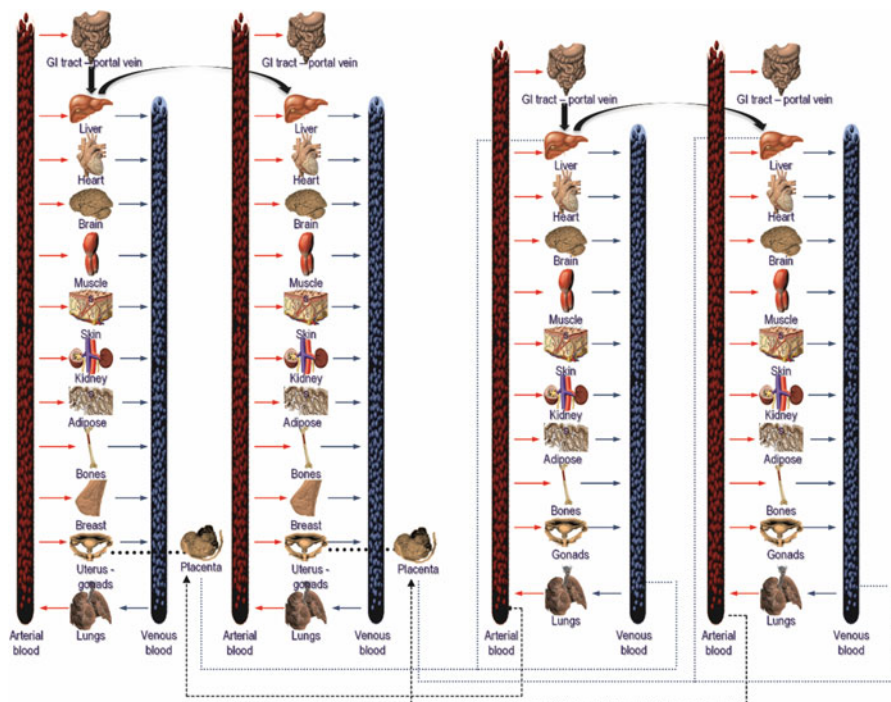 GI tract – portal vein
Liver
Heart
Brain
Muscle
Skin
Kidney
Adipose
Bones
Breast
Uterus -
gonads
Placenta
Lungs
Arterial
blood
Venous
blood
GI tract – portal vein
Liver
Heart
Brain
Muscle
Skin
Kidney
Adipose
Bones
Breast
Uterus -
gonads
Placenta
Lungs
Arterial
blood
Venous
blood
GI tract – portal vein
Liver
Heart
Brain
Muscle
Skin
Kidney
Adipose
Bones
Gonads
Lungs
Arterial
blood
Venous
blood
GI tract – portal vein
Liver
Heart
Brain
Muscle
Skin
Kidney
Adipose
Bones
Gonads
Lungs
Arterial
blood
Venous
blood